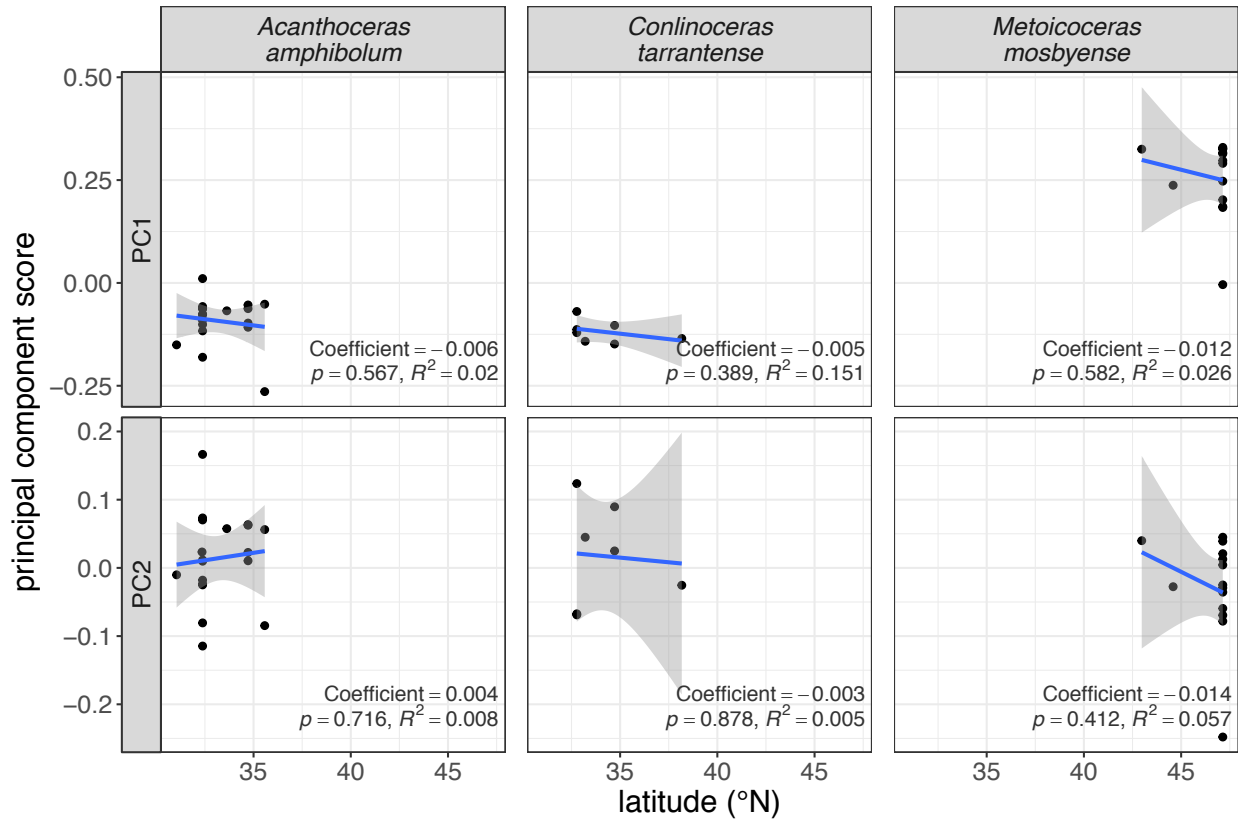 Acanthoceras
amphibolum
Conlinoceras
tarrantense
Metoicoceras
mosbyense
principal component score
PC1
0.50
0.25
0.00
−0.25
Coefficient = −0.006
p = 0.567, R² = 0.02
Coefficient = −0.005
p = 0.389, R² = 0.151
Coefficient = −0.012
p = 0.582, R² = 0.026
PC2
0.2
0.1
0.0
−0.1
−0.2
Coefficient = 0.004
p = 0.716, R² = 0.008
Coefficient = −0.003
p = 0.878, R² = 0.005
Coefficient = −0.014
p = 0.412, R² = 0.057
35 40 45 35 40 45 35 40 45
latitude (°N)